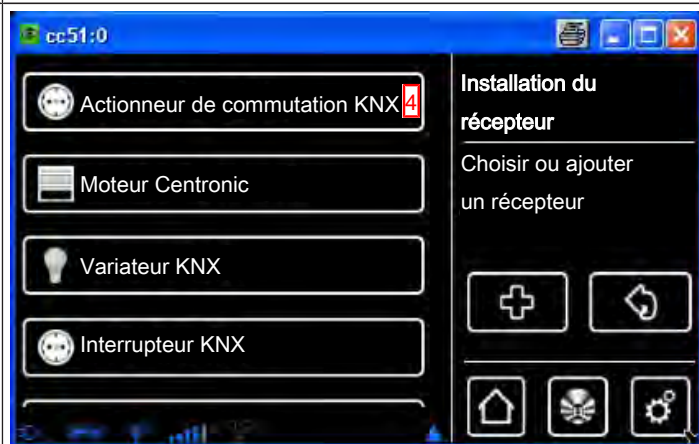 cc51:0
Actionneur de commutation KNX 4
Moteur Centronic
Variateur KNX
Interrupteur KNX
Installation du
récepteur
Choisir ou ajouter
un récepteur